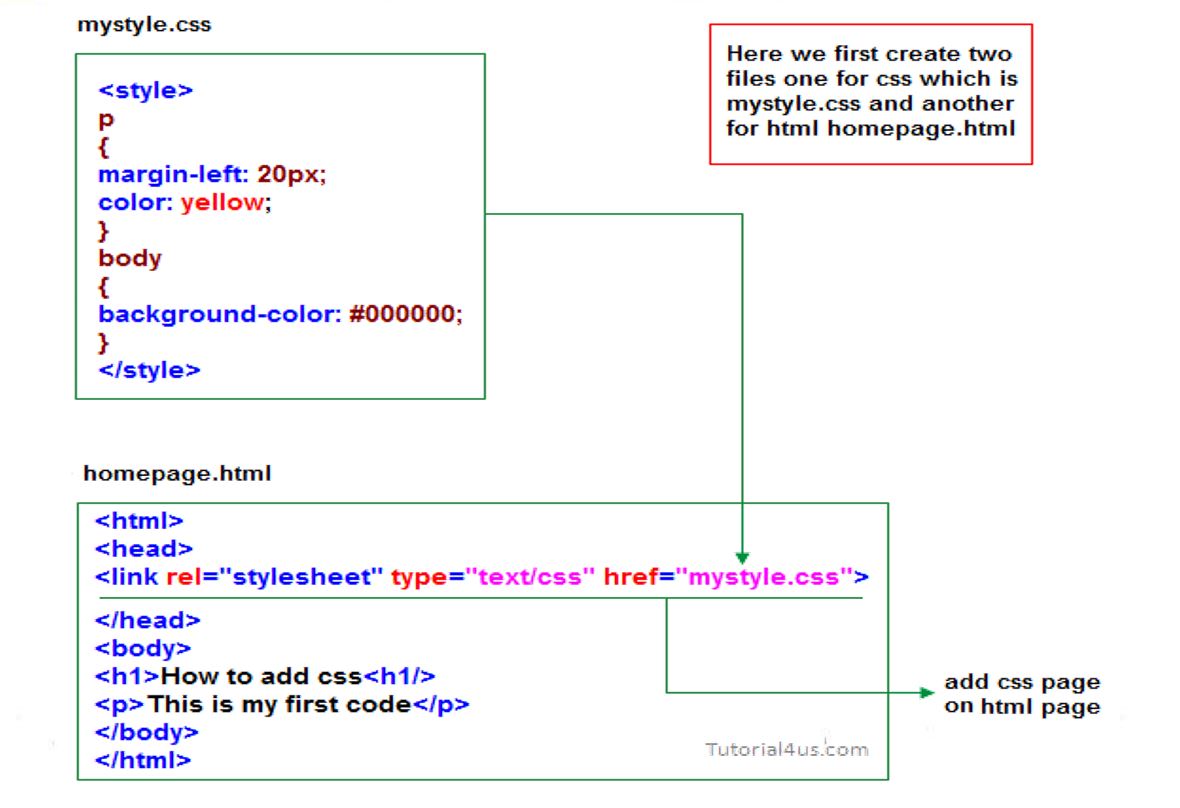 mystyle.css
<style>
p
{
margin-left: 20px;
color: yellow;
}
body
{
background-color: #000000;
}
</style>
Here we first create two
files one for css which is
mystyle.css and another
for html homepage.html
homepage.html
<html>
<head>
<link rel="stylesheet" type="text/css" href="mystyle.css">
</head>
<body>
<h1>How to add css<h1/>
<p>This is my first code</p>
</body>
</html>
add css page
on html page
Tutorial4us.com